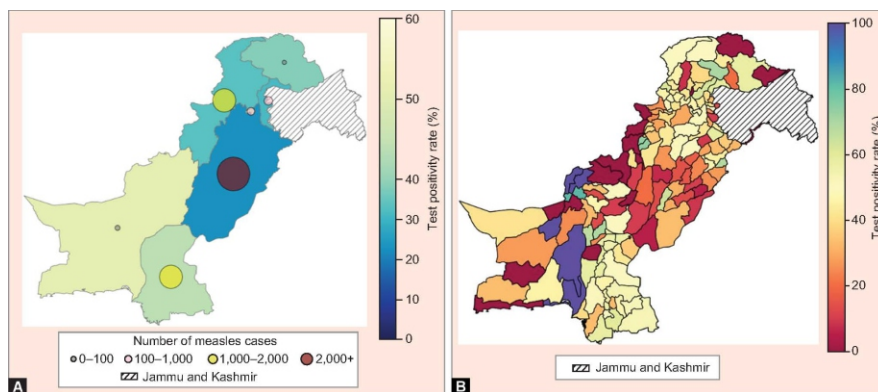 60
50
40
30
20
10
0
Test positivity rate (%)
Number of measles cases
0–100 100–1,000 1,000–2,000 2,000+
Jammu and Kashmir
A
100
80
60
40
20
0
Test positivity rate (%)
Jammu and Kashmir
B